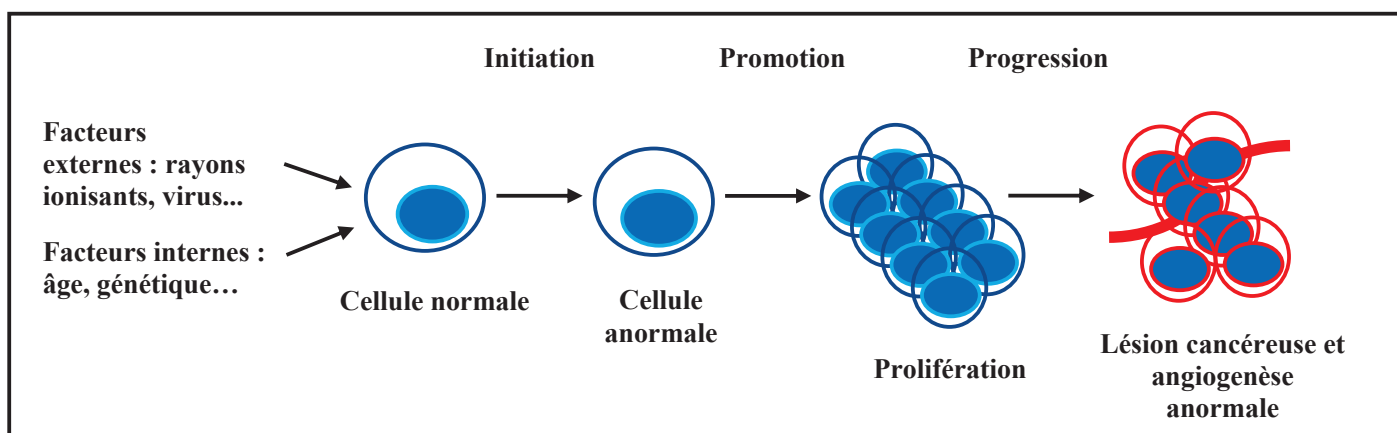 Initiation
Promotion
Progression
Facteurs
externes : rayons
ionisants, virus...
Facteurs internes :
âge, génétique…
Cellule normale
Cellule
anormale
Prolifération
Lésion cancéreuse et
angiogenèse
anormale